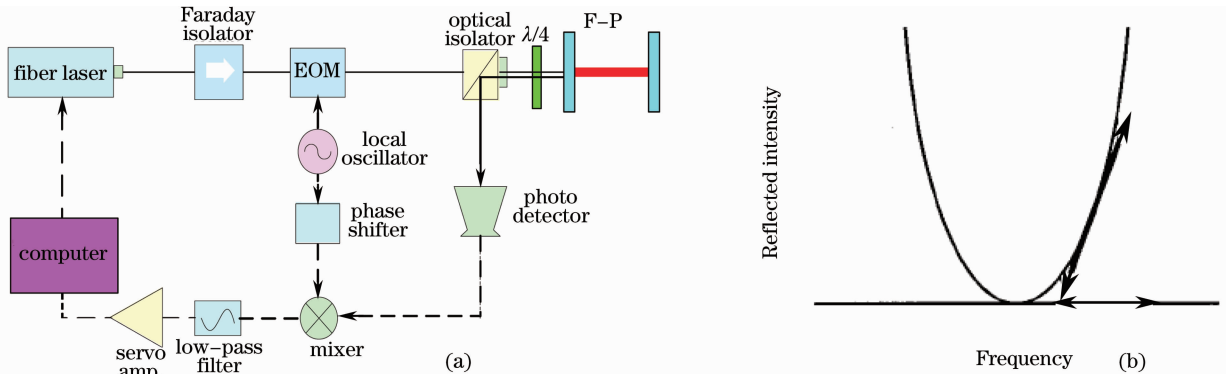 Faraday
isolator
optical
isolator
λ/4
F-P
fiber laser
EOM
local
oscillator
phase
shifter
photo
detector
computer
servo
amp
low-pass
filter
mixer
(a)
Reflected intensity
Frequency
(b)